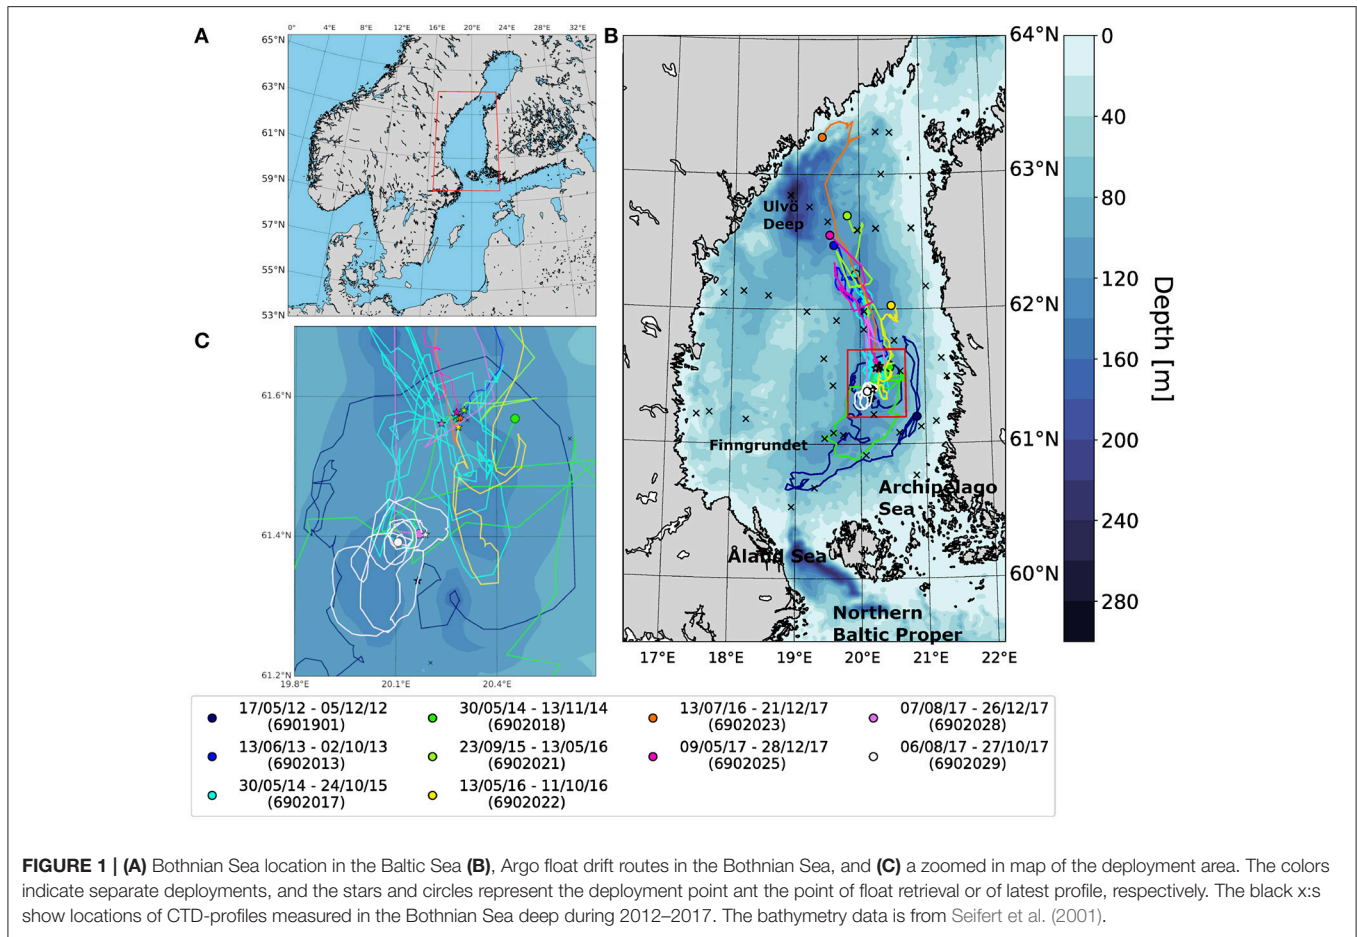 A
0° 4°E 8°E 12°E 16°E 20°E 24°E 28°E 32°E
65°N
63°N
61°N
59°N
57°N
55°N
53°N
B
Ulvö
Deep
Finngrundet
Archipelago
Sea
Åland Sea
Northern
Baltic Proper
64°N
63°N
62°N
61°N
60°N
17°E 18°E 19°E 20°E 21°E 22°E
0
40
80
120
160
200
240
280
Depth [m]
C
61.6°N
61.4°N
61.2°N
19.8°E 20.1°E 20.4°E
17/05/12 - 05/12/12
(6901901)
13/06/13 - 02/10/13
(6902013)
30/05/14 - 24/10/15
(6902017)
30/05/14 - 13/11/14
(6902018)
23/09/15 - 13/05/16
(6902021)
13/05/16 - 11/10/16
(6902022)
13/07/16 - 21/12/17
(6902023)
09/05/17 - 28/12/17
(6902025)
07/08/17 - 26/12/17
(6902028)
06/08/17 - 27/10/17
(6902029)
FIGURE 1 | (A) Bothnian Sea location in the Baltic Sea (B), Argo float drift routes in the Bothnian Sea, and (C) a zoomed in map of the deployment area. The colors
indicate separate deployments, and the stars and circles represent the deployment point ant the point of float retrieval or of latest profile, respectively. The black x:s
show locations of CTD-profiles measured in the Bothnian Sea deep during 2012–2017. The bathymetry data is from Seifert et al. (2001).